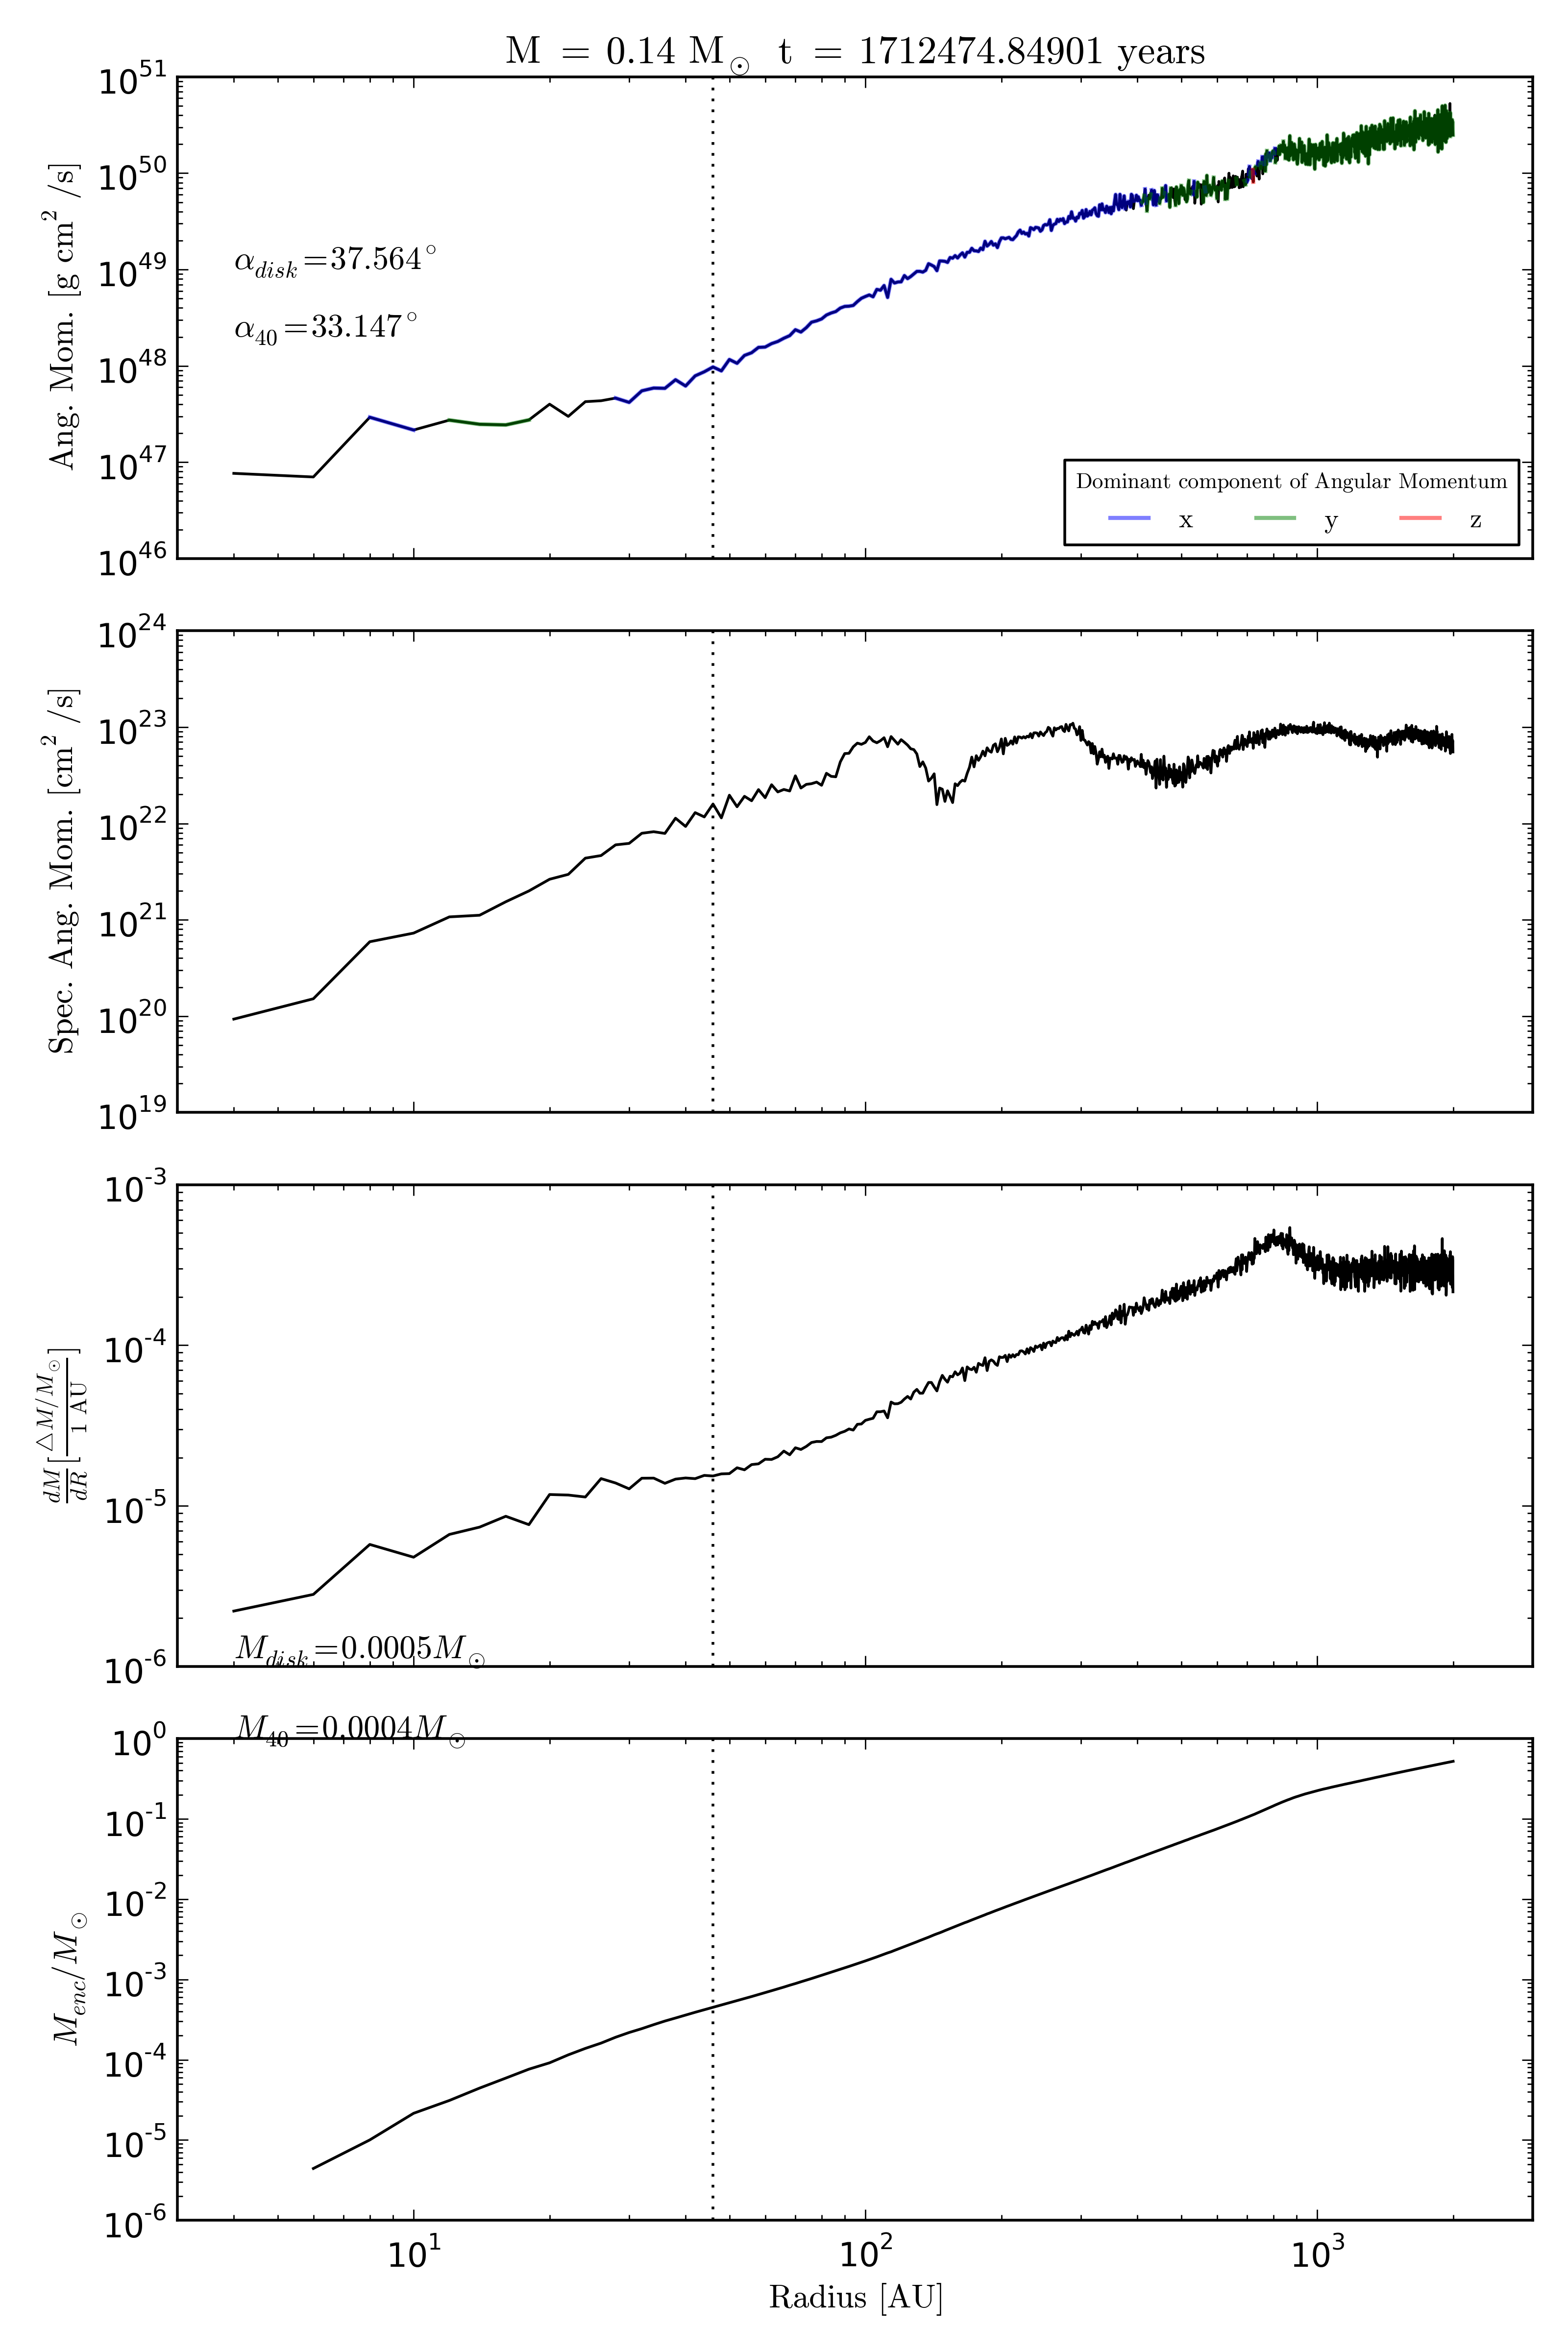 M = 0.14 M⊙ t = 1712474.84901 years
10^51
10^50
10^49
10^48
10^47
10^46
Ang. Mom. [g cm^2 /s]
α_disk=37.564°
α_40=33.147°
Dominant component of Angular Momentum
x y z
10^24
10^23
10^22
10^21
10^20
10^19
Spec. Ang. Mom. [cm^2 /s]
10^-3
10^-4
10^-5
10^-6
dM/dR [△M/M⊙ / 1 AU]
M_disk=0.0005M⊙
M_40=0.0004M⊙
10^0
10^-1
10^-2
10^-3
10^-4
10^-5
10^-6
M_enc/M⊙
10^1 10^2 10^3
Radius [AU]